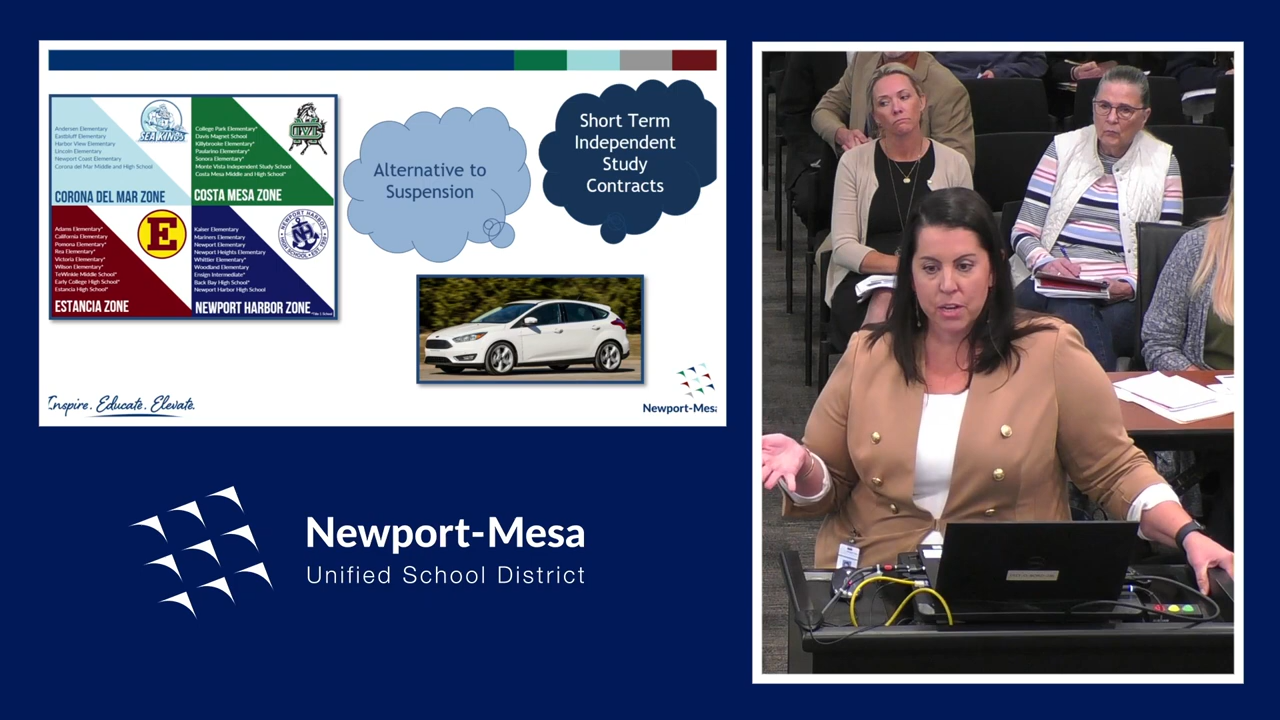 Andersen Elementary
Eastbluff Elementary
Harbor View Elementary
Lincoln Elementary
Newport Coast Elementary
Corona del Mar Middle and High School
SEA KINGS
CORONA DEL MAR ZONE
College Park Elementary*
Davis Magnet School
Killybrooke Elementary*
Paularino Elementary*
Sonora Elementary*
Monte Vista Independent Study School
Costa Mesa Middle and High School*
COSTA MESA ZONE
Adams Elementary*
California Elementary
Pomona Elementary*
Rea Elementary*
Victoria Elementary*
Wilson Elementary*
TeWinkle Middle School*
Early College High School*
Estancia High School*
E
ESTANCIA ZONE
Kaiser Elementary
Mariners Elementary
Newport Elementary
Newport Heights Elementary
Whittier Elementary*
Woodland Elementary
Ensign Intermediate*
Back Bay High School*
Newport Harbor High School
NEWPORT HARBOR
NEWPORT HARBOR ZONE
Alternative to
Suspension
Short Term
Independent
Study
Contracts
Inspire. Educate. Elevate.
Newport-Mesa
Newport-Mesa
Unified School District